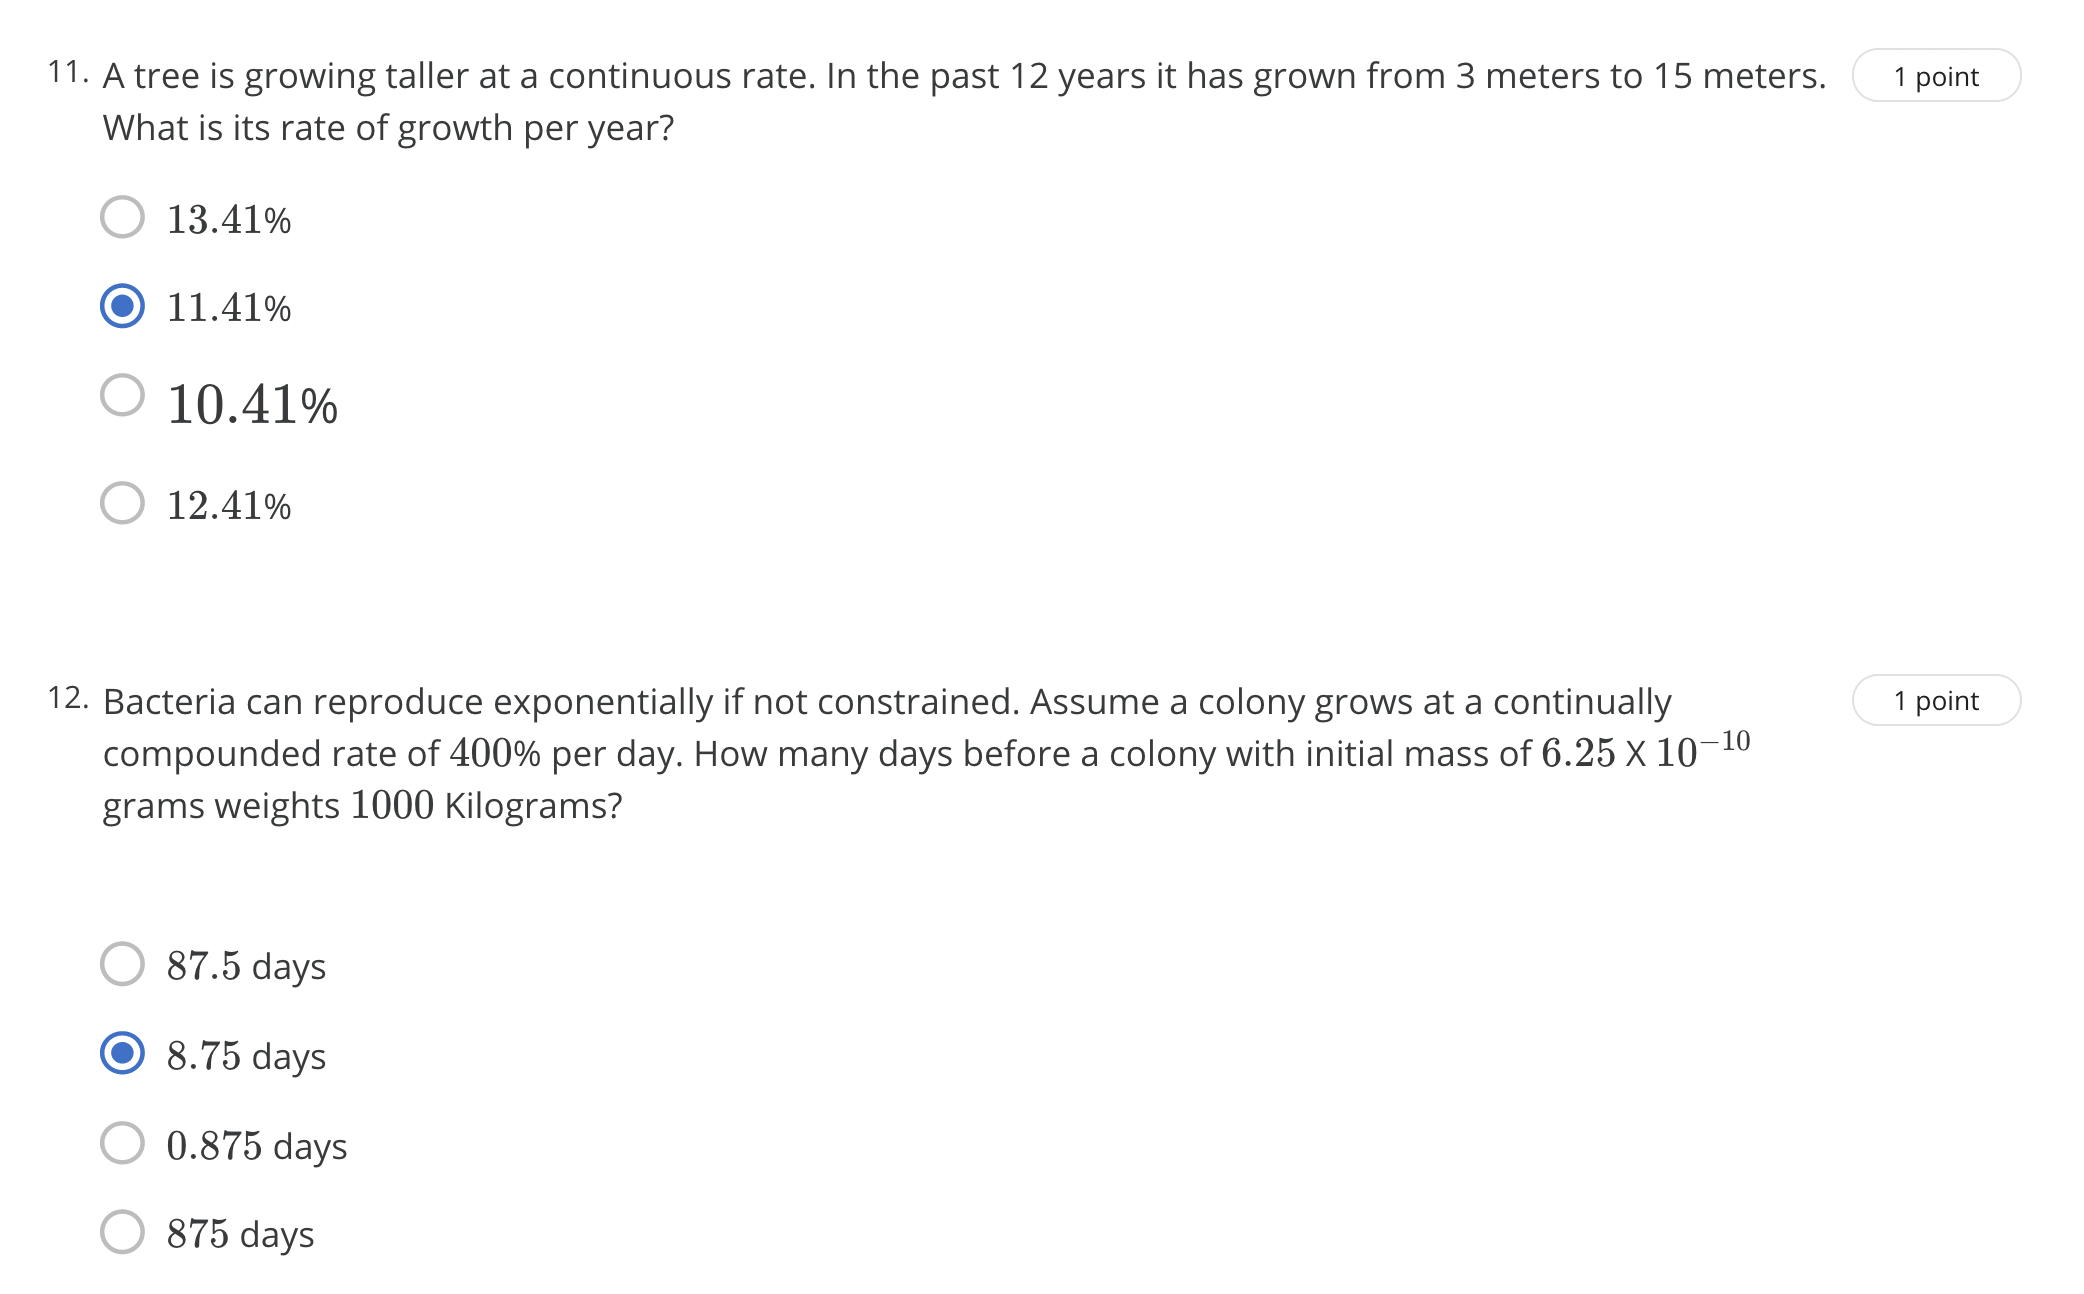 11. A tree is growing taller at a continuous rate. In the past 12 years it has grown from 3 meters to 15 meters. 1 point
What is its rate of growth per year?
13.41%
11.41%
10.41%
12.41%
12. Bacteria can reproduce exponentially if not constrained. Assume a colony grows at a continually 1 point
compounded rate of 400% per day. How many days before a colony with initial mass of 6.25 X 10⁻¹⁰
grams weights 1000 Kilograms?
87.5 days
8.75 days
0.875 days
875 days